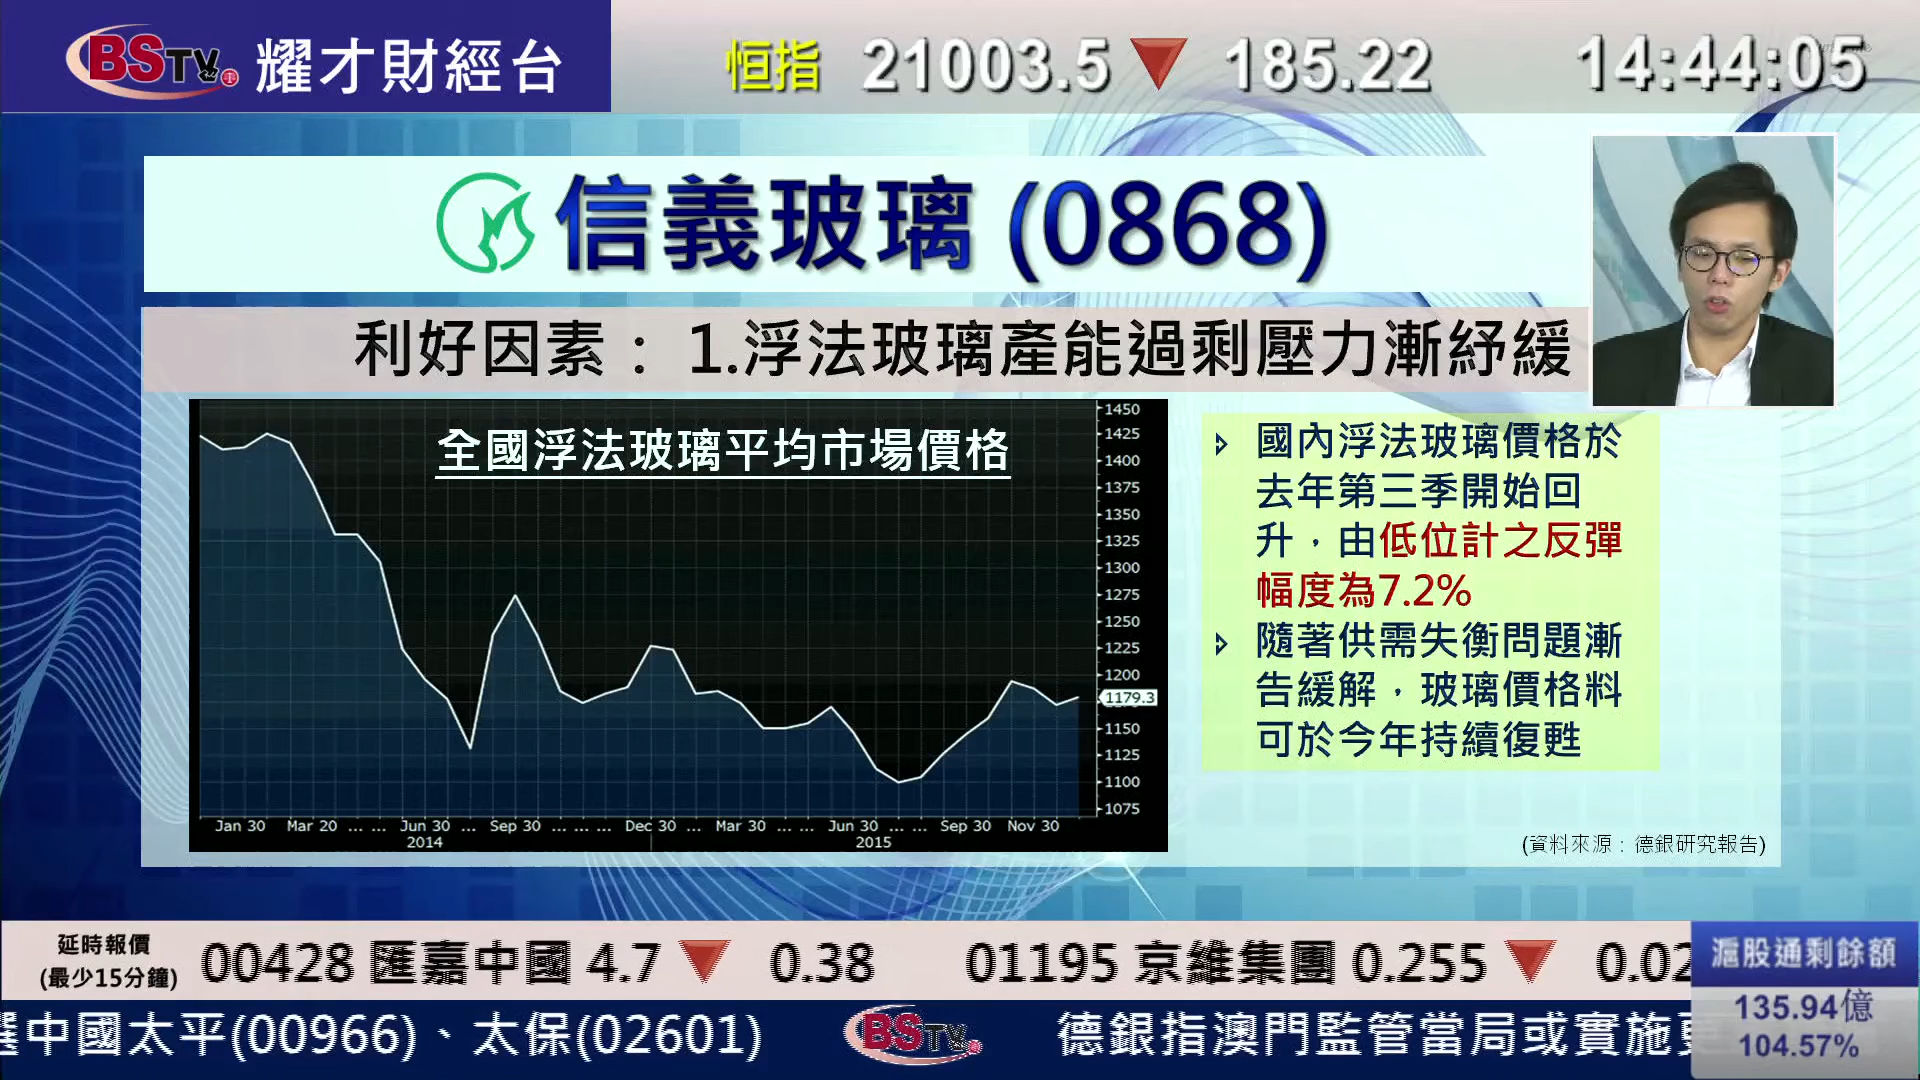 BSTV 耀才財經台
恒指 21003.5 ▼ 185.22
14:44:05
信義玻璃 (0868)
利好因素： 1.浮法玻璃產能過剩壓力漸紓緩
全國浮法玻璃平均市場價格
1450
1425
1400
1375
1350
1325
1300
1275
1250
1225
1200
1179.3
1150
1125
1100
1075
Jan 30 Mar 20 ... ... Jun 30 ... Sep 30 ... ... ... Dec 30 ... Mar 30 ... ... Jun 30 ... ... Sep 30 Nov 30
2014 2015
國內浮法玻璃價格於
去年第三季開始回
升，由低位計之反彈
幅度為7.2%
隨著供需失衡問題漸
告緩解，玻璃價格料
可於今年持續復甦
(資料來源：德銀研究報告)
延時報價
(最少15分鐘)
00428 匯嘉中國 4.7 ▼ 0.38 01195 京維集團 0.255 ▼ 0.02
滬股通剩餘額
135.94億
104.57%
中國太平(00966)、太保(02601) BSTV 德銀指澳門監管當局或實施更